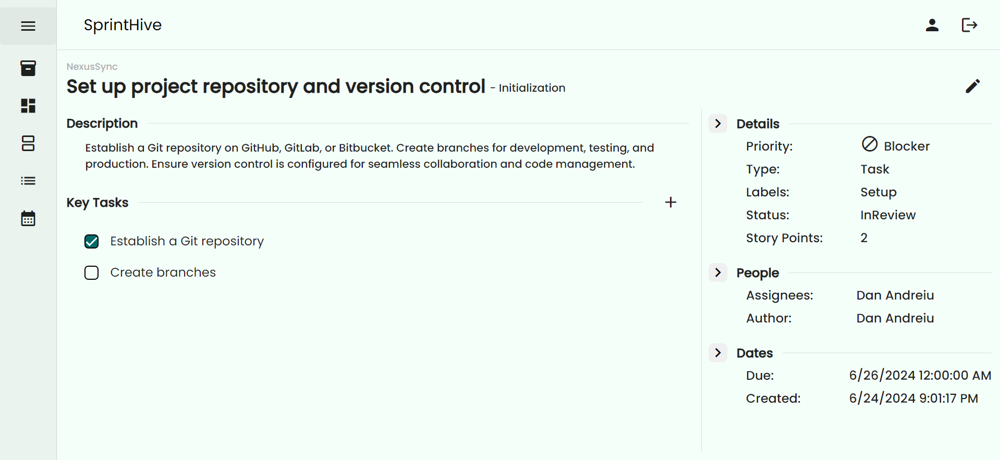 SprintHive
NexusSync
Set up project repository and version control - Initialization
Description
Establish a Git repository on GitHub, GitLab, or Bitbucket. Create branches for development, testing, and
production. Ensure version control is configured for seamless collaboration and code management.
Key Tasks
Establish a Git repository
Create branches
Details
Priority: Blocker
Type: Task
Labels: Setup
Status: InReview
Story Points: 2
People
Assignees: Dan Andreiu
Author: Dan Andreiu
Dates
Due: 6/26/2024 12:00:00 AM
Created: 6/24/2024 9:01:17 PM